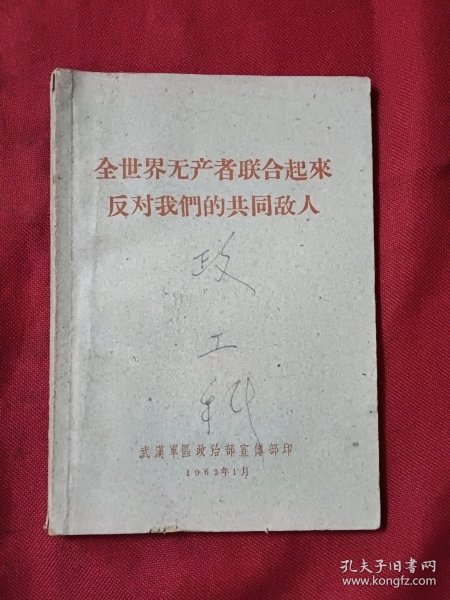 全世界无产者联合起來
反对我們的共同敌人
政
工
科
武漢軍區政治部宣傳部印
1963年1月
孔夫子旧书网
www.kongfz.com